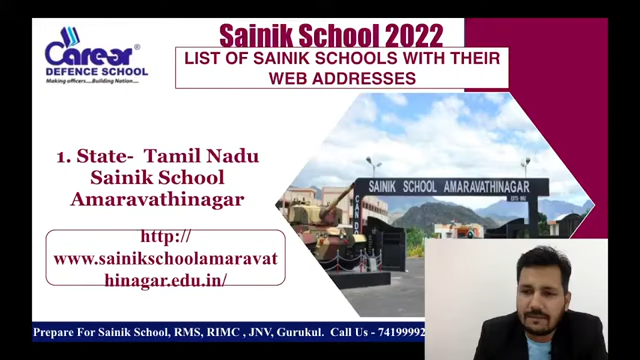 Sainik School 2022
LIST OF SAINIK SCHOOLS WITH THEIR
WEB ADDRESSES
Career®
DEFENCE SCHOOL
Making officers....Building Nation....
1. State- Tamil Nadu
Sainik School
Amaravathinagar
http://
www.sainikschoolamaravat
hinagar.edu.in/
SAINIK SCHOOL AMARAVATHINAGAR
Prepare For Sainik School, RMS, RIMC , JNV, Gurukul. Call Us - 74199992